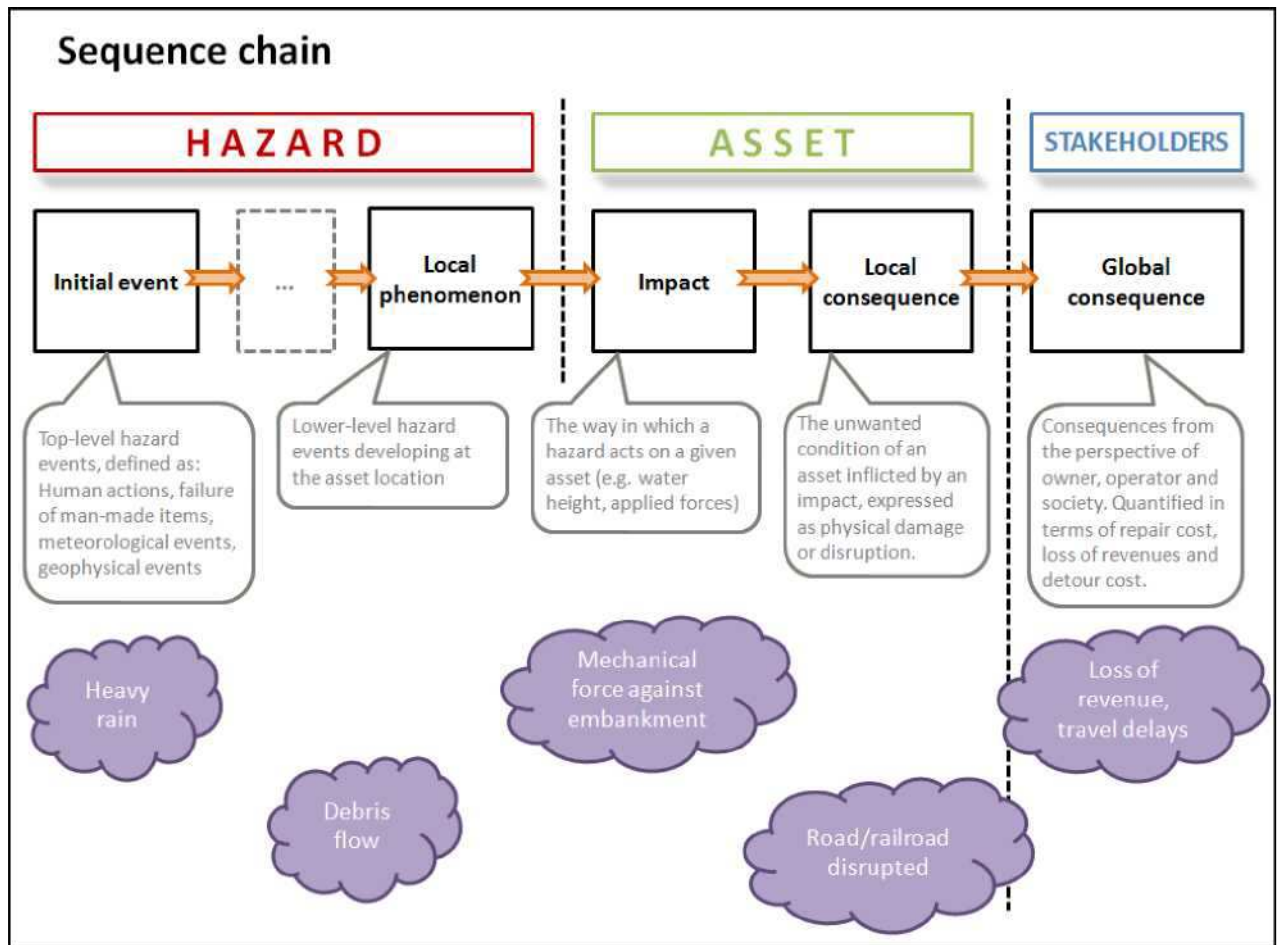 Sequence chain
HAZARD
ASSET
STAKEHOLDERS
Initial event
...
Local
phenomenon
Impact
Local
consequence
Global
consequence
Top-level hazard
events, defined as:
Human actions, failure
of man-made items,
meteorological events,
geophysical events
Lower-level hazard
events developing at
the asset location
The way in which a
hazard acts on a given
asset (e.g. water
height, applied forces)
The unwanted
condition of an
asset inflicted by an
impact, expressed
as physical damage
or disruption.
Consequences from
the perspective of
owner, operator and
society. Quantified in
terms of repair cost,
loss of revenues and
detour cost.
Heavy
rain
Debris
flow
Mechanical
force against
embankment
Road/railroad
disrupted
Loss of
revenue,
travel delays